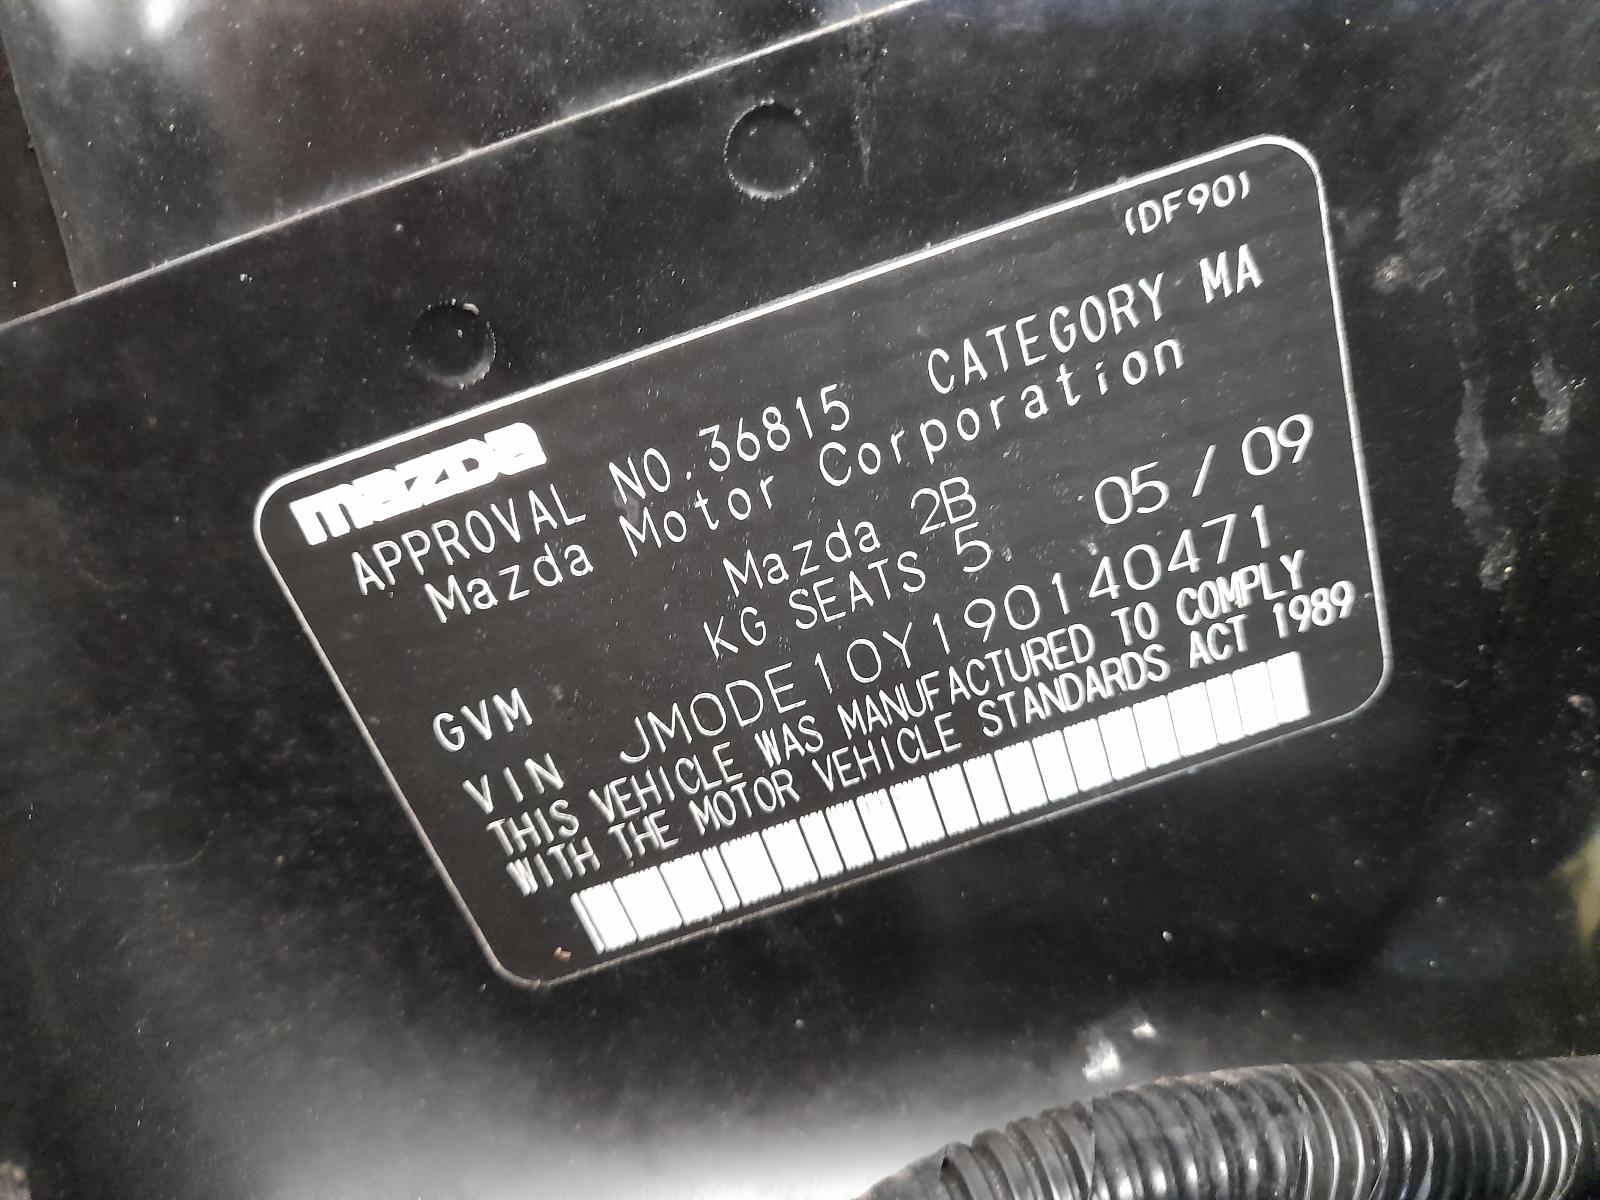 (DF90)
mazda
APPROVAL NO.36815 CATEGORY MA
Mazda Motor Corporation
Mazda 2B 05/09
GVM KG SEATS 5
VIN JM0DE10Y190140471
THIS VEHICLE WAS MANUFACTURED TO COMPLY
WITH THE MOTOR VEHICLE STANDARDS ACT 1989